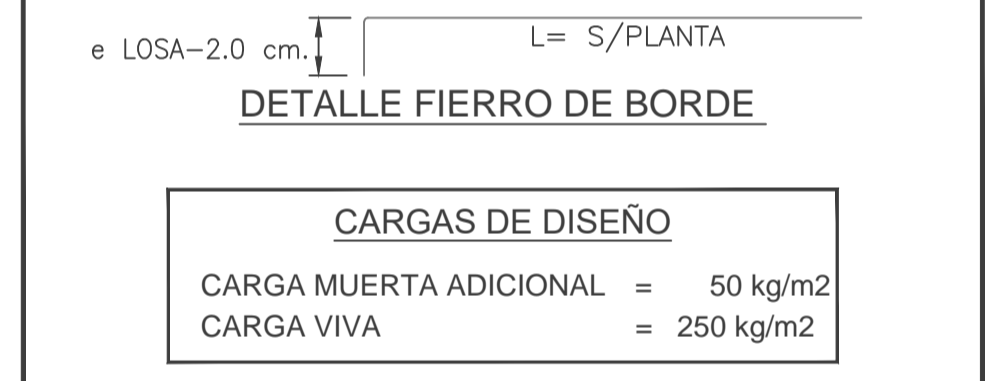 e LOSA-2.0 cm.
L= S/PLANTA
DETALLE FIERRO DE BORDE
CARGAS DE DISEÑO
CARGA MUERTA ADICIONAL = 50 kg/m2
CARGA VIVA = 250 kg/m2